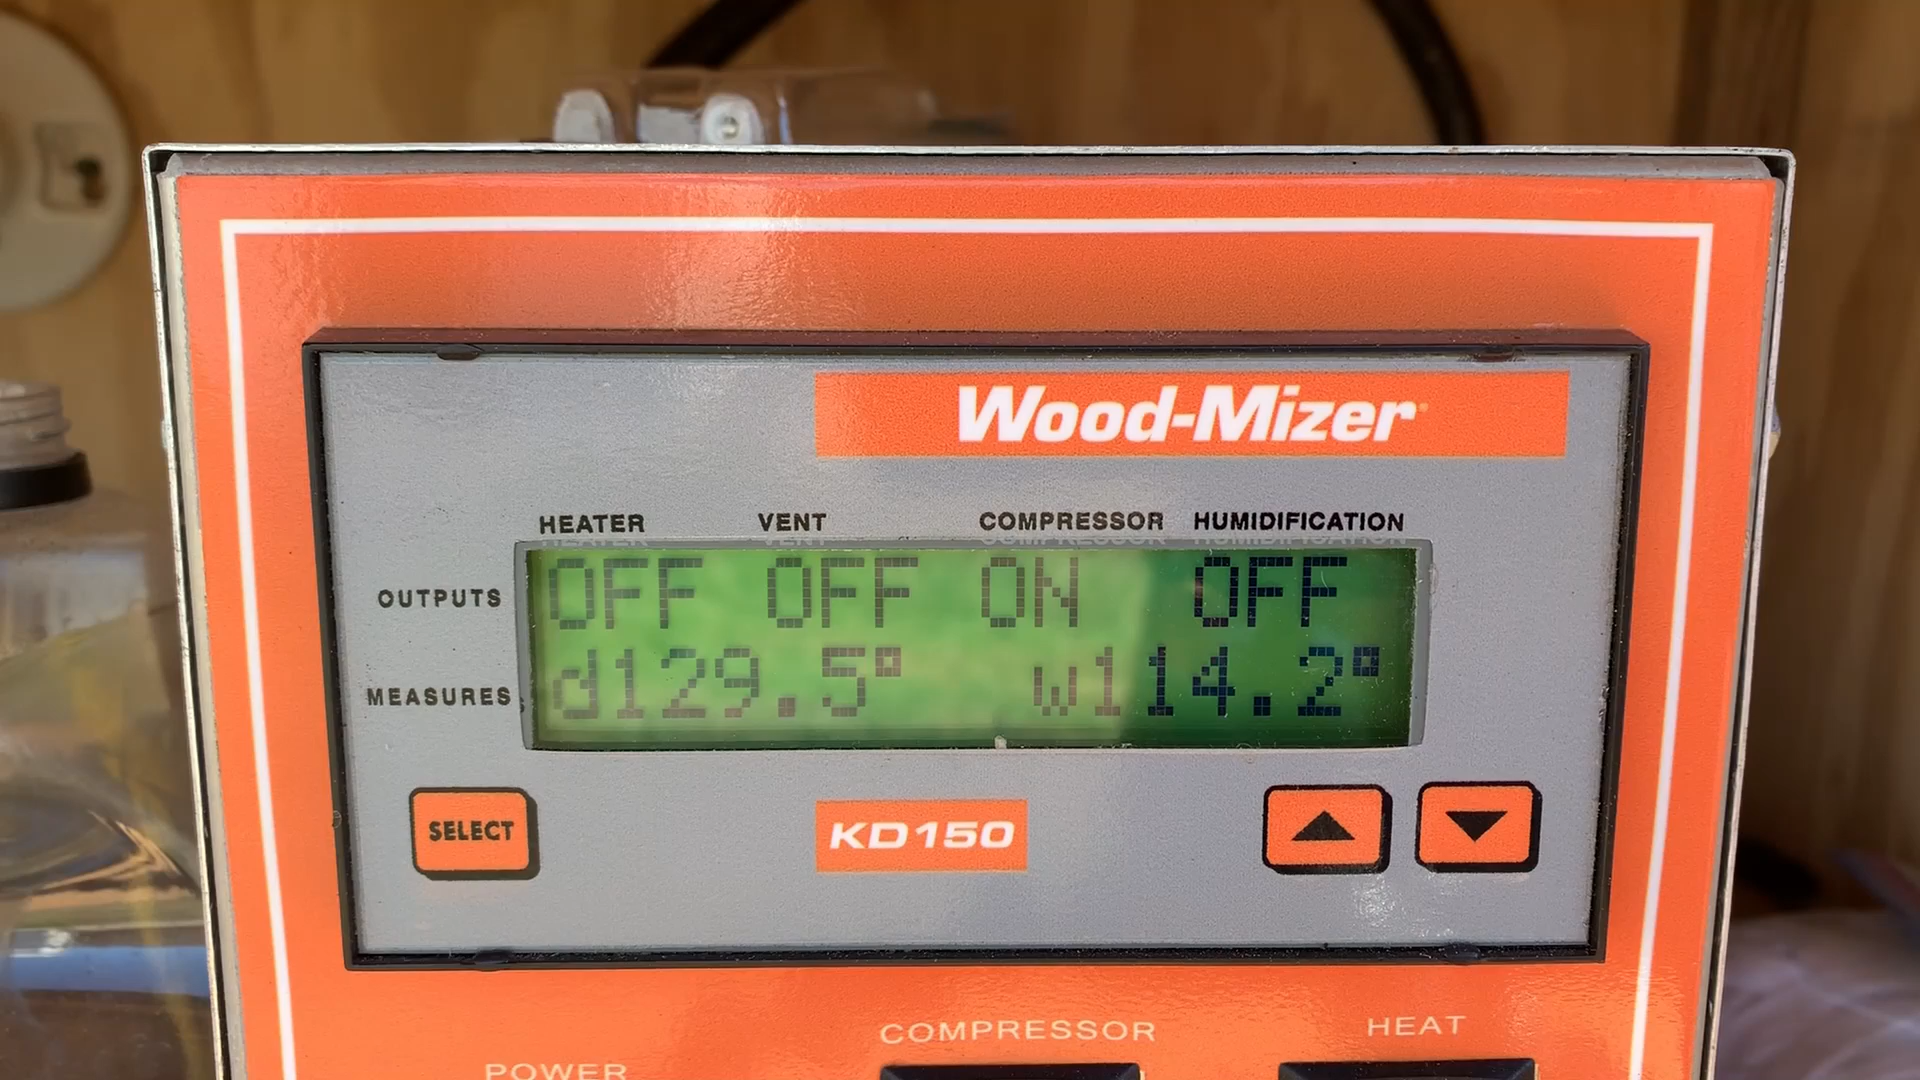 Wood-Mizer
HEATER VENT COMPRESSOR HUMIDIFICATION
OUTPUTS OFF OFF ON OFF
MEASURES d129.5° w114.2°
SELECT KD150
COMPRESSOR HEAT
POWER